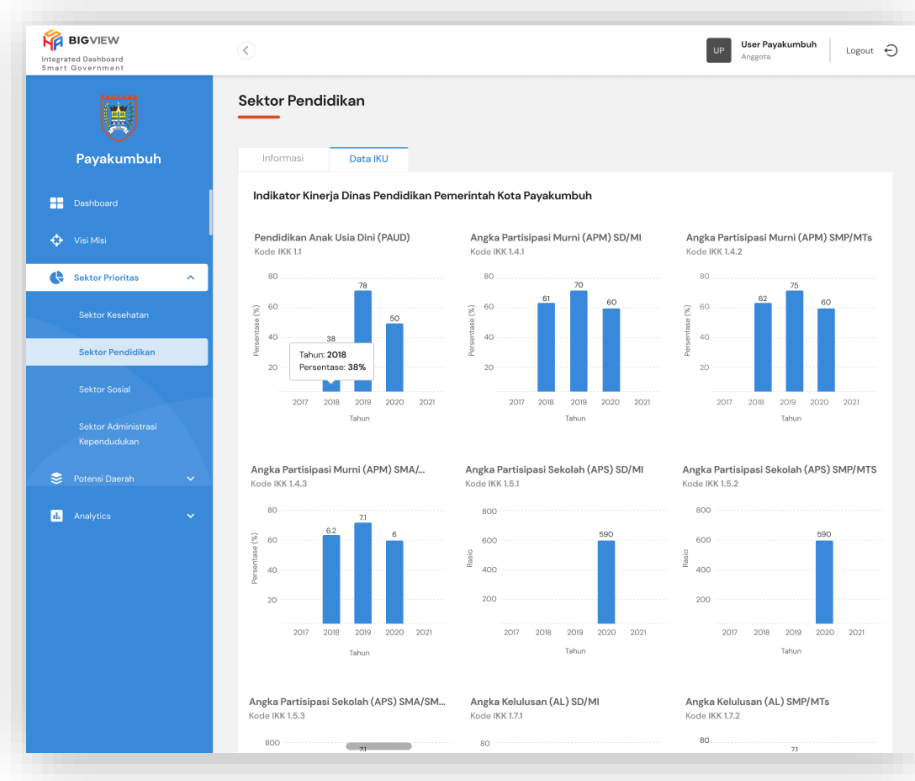 BIGVIEW
Integrated Dashboard
Smart Government
UP
User Payakumbuh
Anggota
Logout
Payakumbuh
Dashboard
Visi Misi
Sektor Prioritas
Sektor Kesehatan
Sektor Pendidikan
Sektor Sosial
Sektor Administrasi
Kependudukan
Potensi Daerah
Analytics
Sektor Pendidikan
Informasi
Data IKU
Indikator Kinerja Dinas Pendidikan Pemerintah Kota Payakumbuh
Pendidikan Anak Usia Dini (PAUD)
Kode IKK 1.1
80
60
40
20
Persentase (%)
38
78
50
Tahun: 2018
Persentase: 38%
2017 2018 2019 2020 2021
Tahun
Angka Partisipasi Murni (APM) SD/MI
Kode IKK 1.4.1
80
60
40
20
Persentase (%)
61
70
60
2017 2018 2019 2020 2021
Tahun
Angka Partisipasi Murni (APM) SMP/MTs
Kode IKK 1.4.2
80
60
40
20
Persentase (%)
62
75
60
2017 2018 2019 2020 2021
Tahun
Angka Partisipasi Murni (APM) SMA/...
Kode IKK 1.4.3
80
60
40
20
Persentase (%)
6.2
7.1
6
2017 2018 2019 2020 2021
Tahun
Angka Partisipasi Sekolah (APS) SD/MI
Kode IKK 1.5.1
800
600
400
200
Rasio
590
2017 2018 2019 2020 2021
Tahun
Angka Partisipasi Sekolah (APS) SMP/MTS
Kode IKK 1.5.2
800
600
400
200
Rasio
590
2017 2018 2019 2020 2021
Tahun
Angka Partisipasi Sekolah (APS) SMA/SM...
Kode IKK 1.5.3
800
7.1
Angka Kelulusan (AL) SD/MI
Kode IKK 1.7.1
80
Angka Kelulusan (AL) SMP/MTs
Kode IKK 1.7.2
80
7.1